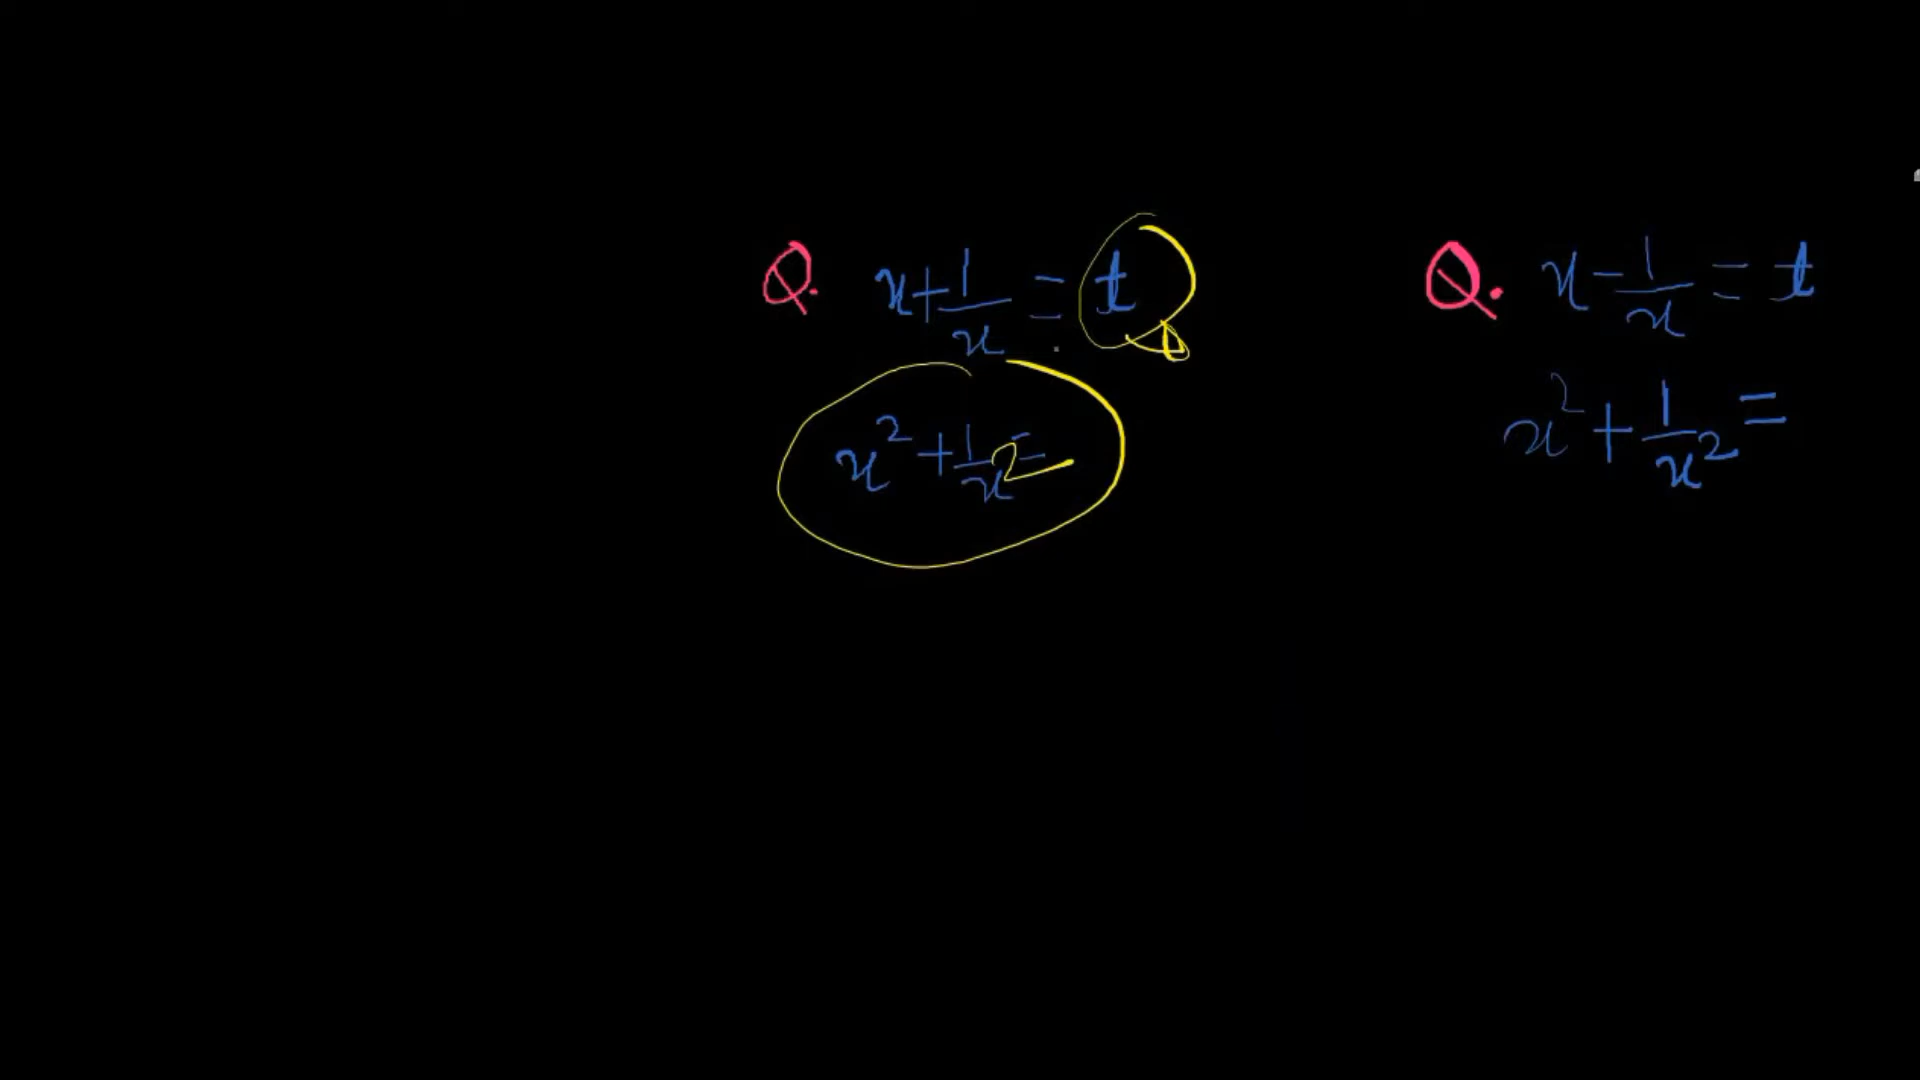 Q. x + 1/x = t
x² + 1/x² =
Q. x - 1/x = t
x² + 1/x² =